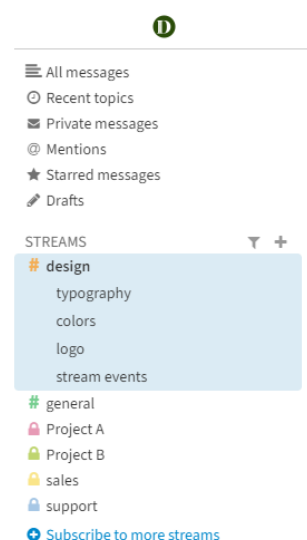 D
All messages
Recent topics
Private messages
@ Mentions
Starred messages
Drafts
STREAMS
# design
typography
colors
logo
stream events
# general
Project A
Project B
sales
support
Subscribe to more streams